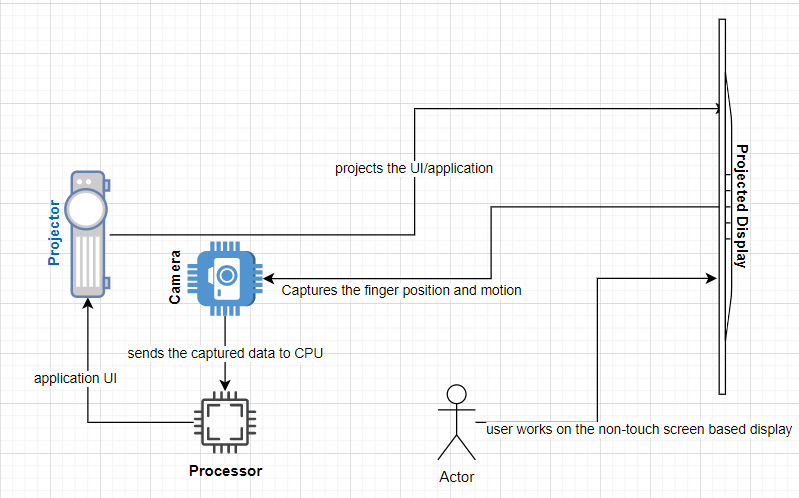 projects the UI/application
Projected Display
Projector
Camera
Captures the finger position and motion
sends the captured data to CPU
application UI
user works on the non-touch screen based display
Processor
Actor